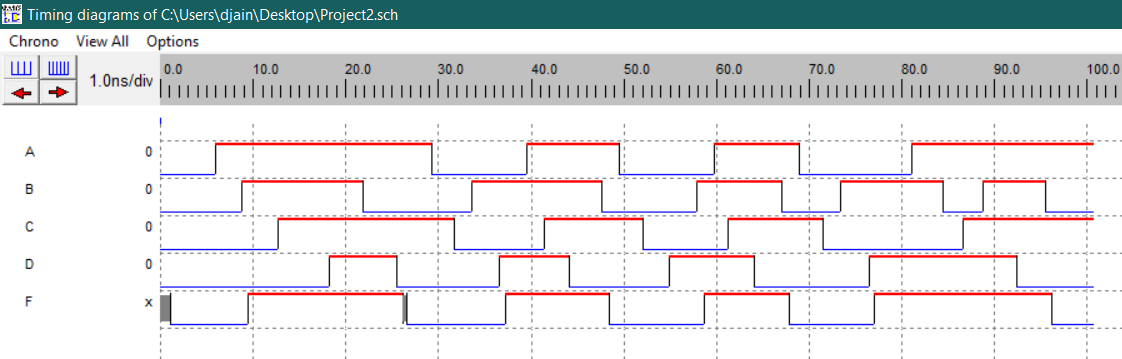 Timing diagrams of C:\Users\djain\Desktop\Project2.sch
Chrono View All Options
1.0ns/div 0.0 10.0 20.0 30.0 40.0 50.0 60.0 70.0 80.0 90.0 100.0
A 0
B 0
C 0
D 0
F x